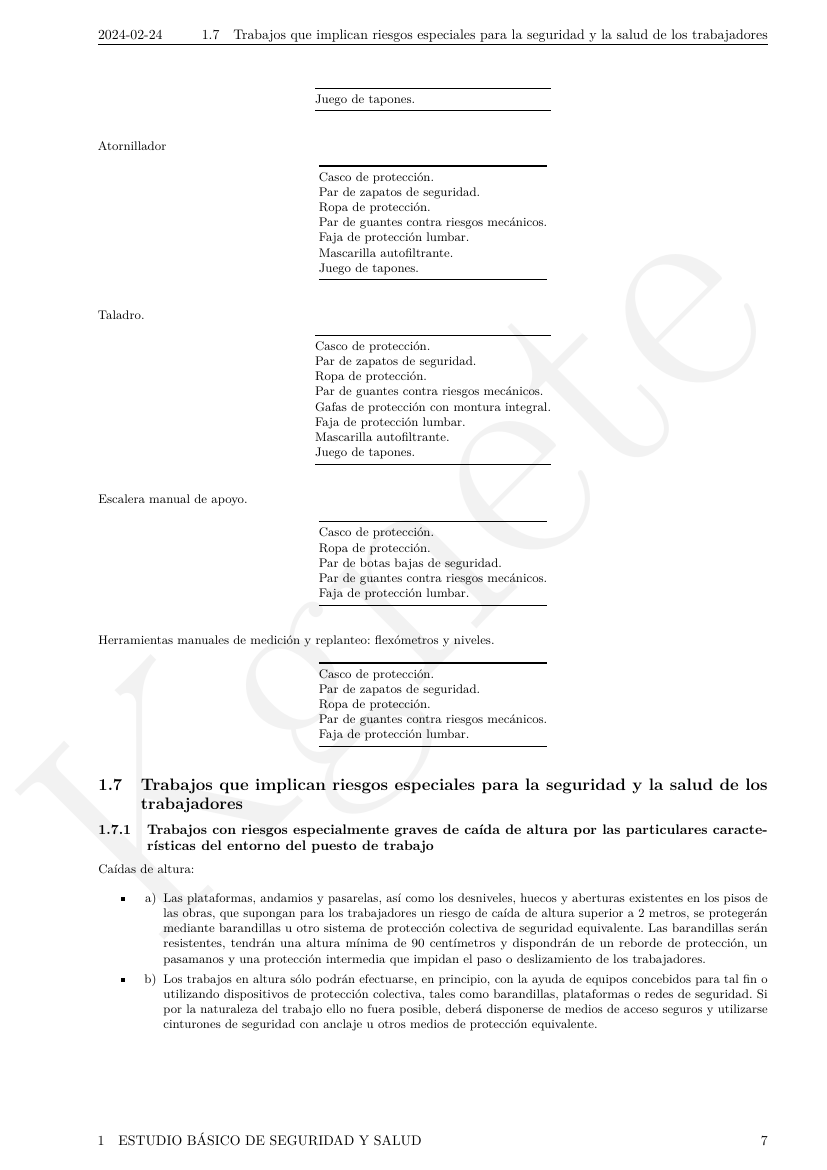 2024-02-24 1.7 Trabajos que implican riesgos especiales para la seguridad y la salud de los trabajadores
Juego de tapones.
Atornillador
Casco de protección.
Par de zapatos de seguridad.
Ropa de protección.
Par de guantes contra riesgos mecánicos.
Faja de protección lumbar.
Mascarilla autofiltrante.
Juego de tapones.
Taladro.
Casco de protección.
Par de zapatos de seguridad.
Ropa de protección.
Par de guantes contra riesgos mecánicos.
Gafas de protección con montura integral.
Faja de protección lumbar.
Mascarilla autofiltrante.
Juego de tapones.
Escalera manual de apoyo.
Casco de protección.
Ropa de protección.
Par de botas bajas de seguridad.
Par de guantes contra riesgos mecánicos.
Faja de protección lumbar.
Herramientas manuales de medición y replanteo: flexómetros y niveles.
Casco de protección.
Par de zapatos de seguridad.
Ropa de protección.
Par de guantes contra riesgos mecánicos.
Faja de protección lumbar.
1.7 Trabajos que implican riesgos especiales para la seguridad y la salud de los
trabajadores
1.7.1 Trabajos con riesgos especialmente graves de caída de altura por las particulares caracte-
rísticas del entorno del puesto de trabajo
Caídas de altura:
▪ a) Las plataformas, andamios y pasarelas, así como los desniveles, huecos y aberturas existentes en los pisos de
las obras, que supongan para los trabajadores un riesgo de caída de altura superior a 2 metros, se protegerán
mediante barandillas u otro sistema de protección colectiva de seguridad equivalente. Las barandillas serán
resistentes, tendrán una altura mínima de 90 centímetros y dispondrán de un reborde de protección, un
pasamanos y una protección intermedia que impidan el paso o deslizamiento de los trabajadores.
▪ b) Los trabajos en altura sólo podrán efectuarse, en principio, con la ayuda de equipos concebidos para tal fin o
utilizando dispositivos de protección colectiva, tales como barandillas, plataformas o redes de seguridad. Si
por la naturaleza del trabajo ello no fuera posible, deberá disponerse de medios de acceso seguros y utilizarse
cinturones de seguridad con anclaje u otros medios de protección equivalente.
Kgnete
1 ESTUDIO BÁSICO DE SEGURIDAD Y SALUD 7